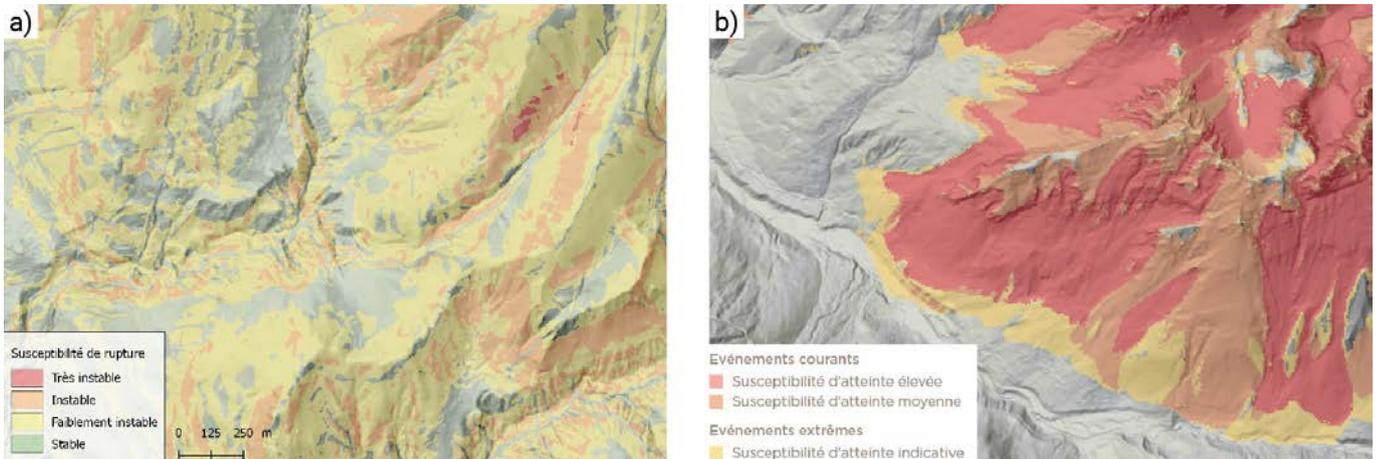 a)
Susceptibilité de rupture
Très instable
Instable
Faiblement instable
Stable
0 125 250 m
b)
Evénements courants
Susceptibilité d'atteinte élevée
Susceptibilité d'atteinte moyenne
Evénements extrêmes
Susceptibilité d'atteinte indicative